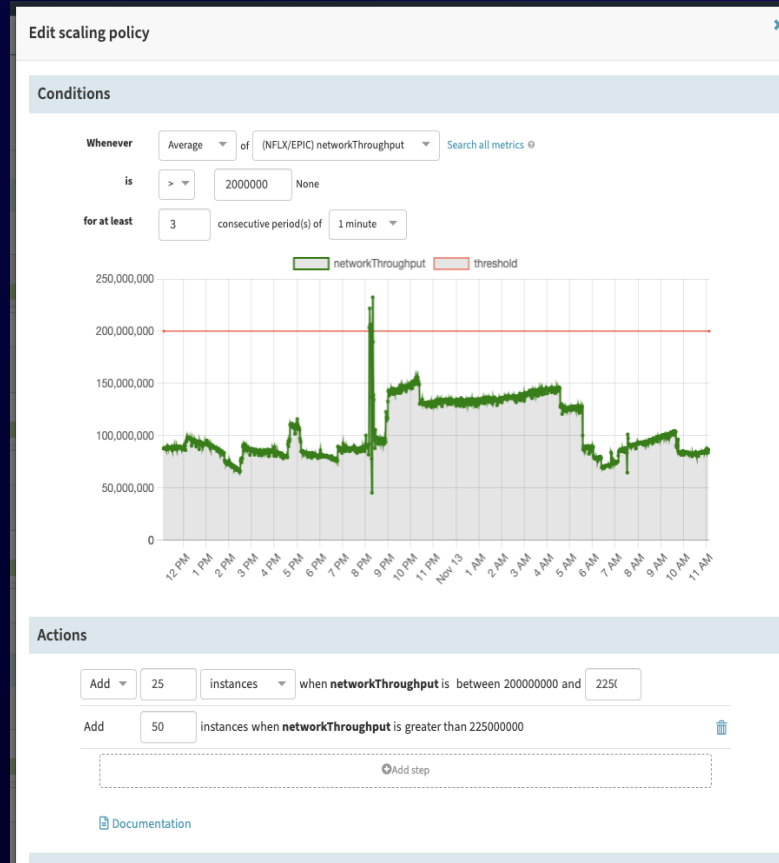 Edit scaling policy
Conditions
Whenever Average of (NFLX/EPIC) networkThroughput Search all metrics
is > 2000000 None
for at least 3 consecutive period(s) of 1 minute
networkThroughput threshold
250,000,000
200,000,000
150,000,000
100,000,000
50,000,000
0
12 PM 1 PM 2 PM 3 PM 4 PM 5 PM 6 PM 7 PM 8 PM 9 PM 10 PM 11 PM Nov 13 1 AM 2 AM 3 AM 4 AM 5 AM 6 AM 7 AM 8 AM 9 AM 10 AM 11 AM
Actions
Add 25 instances when networkThroughput is between 200000000 and 225(
Add 50 instances when networkThroughput is greater than 225000000
Add step
Documentation